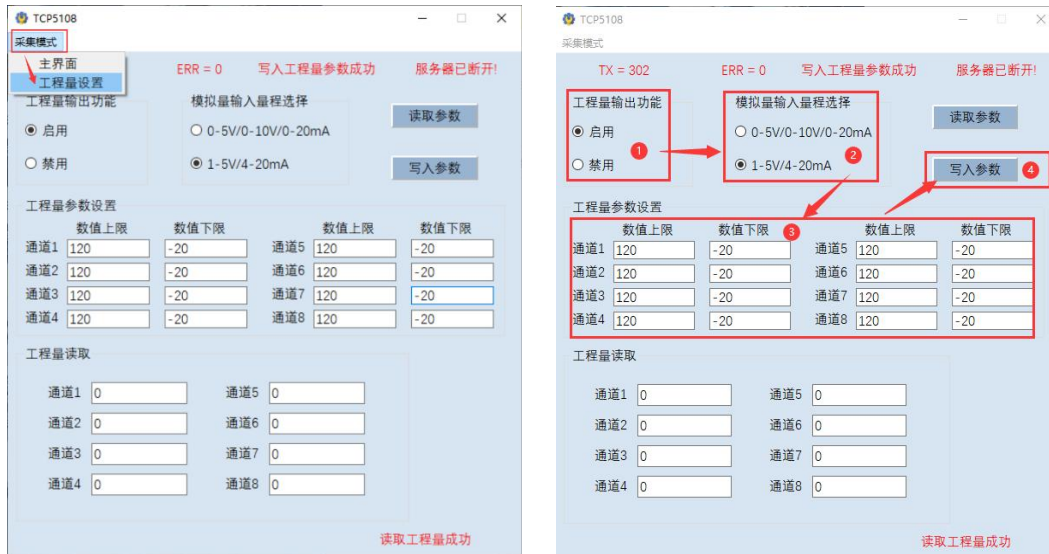 TCP5108
采集模式
主界面
工程量设置
ERR = 0 写入工程量参数成功 服务器已断开!
工程量输出功能 模拟量输入量程选择
读取参数
启用 0-5V/0-10V/0-20mA
禁用 1-5V/4-20mA 写入参数
工程量参数设置
数值上限 数值下限 数值上限 数值下限
通道1 120 -20 通道5 120 -20
通道2 120 -20 通道6 120 -20
通道3 120 -20 通道7 120 -20
通道4 120 -20 通道8 120 -20
工程量读取
通道1 0 通道5 0
通道2 0 通道6 0
通道3 0 通道7 0
通道4 0 通道8 0
读取工程量成功
TCP5108
采集模式
TX = 302 ERR = 0 写入工程量参数成功 服务器已断开!
工程量输出功能 模拟量输入量程选择
读取参数
启用 0-5V/0-10V/0-20mA
1 2
禁用 1-5V/4-20mA 写入参数 4
工程量参数设置
数值上限 数值下限 3 数值上限 数值下限
通道1 120 -20 通道5 120 -20
通道2 120 -20 通道6 120 -20
通道3 120 -20 通道7 120 -20
通道4 120 -20 通道8 120 -20
工程量读取
通道1 0 通道5 0
通道2 0 通道6 0
通道3 0 通道7 0
通道4 0 通道8 0
读取工程量成功